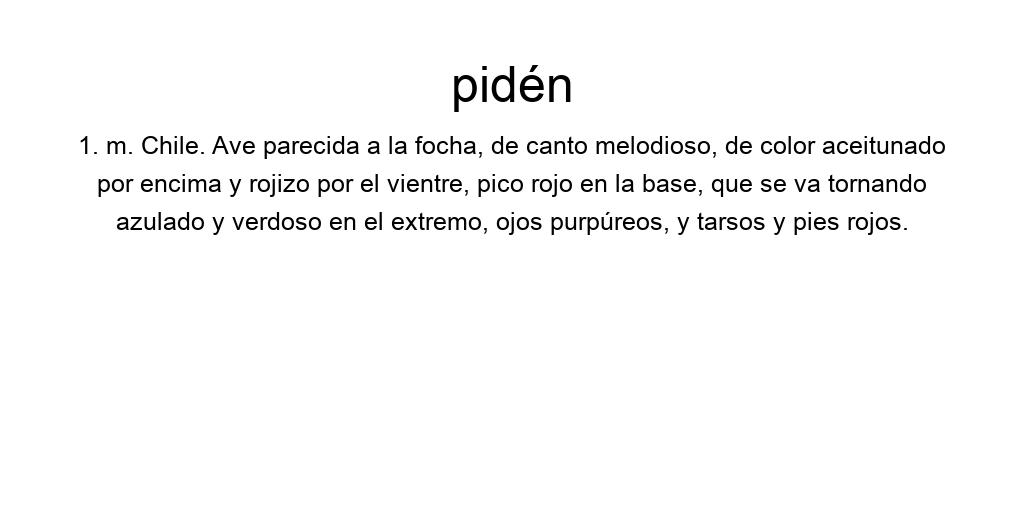 pidén
1. m. Chile. Ave parecida a la focha, de canto melodioso, de color aceitunado
por encima y rojizo por el vientre, pico rojo en la base, que se va tornando
azulado y verdoso en el extremo, ojos purpúreos, y tarsos y pies rojos.